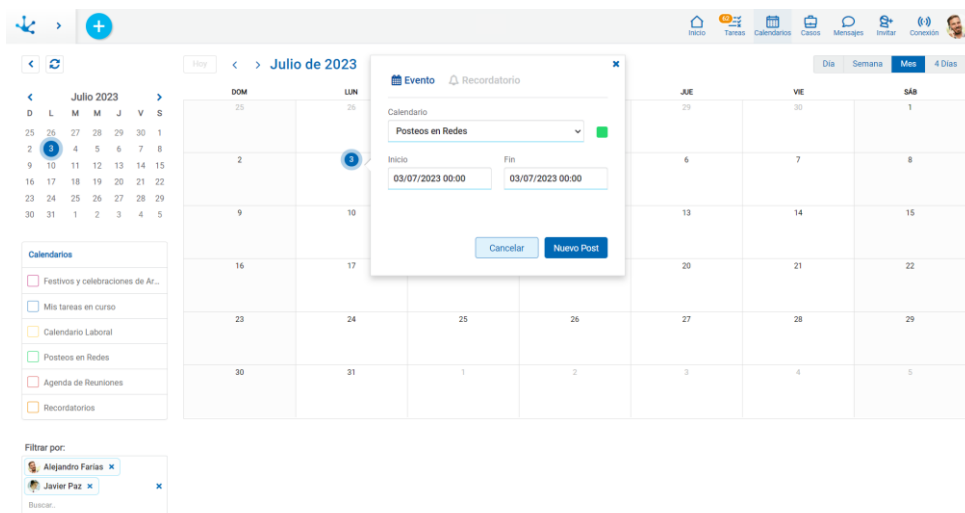 62
Inicio Tareas Calendarios Casos Mensajes Invitar Conexión
Hoy Julio de 2023 Día Semana Mes 4 Días
Julio 2023
D L M M J V S
25 26 27 28 29 30 1
2 3 4 5 6 7 8
9 10 11 12 13 14 15
16 17 18 19 20 21 22
23 24 25 26 27 28 29
30 31 1 2 3 4 5
Calendarios
Festivos y celebraciones de Ar...
Mis tareas en curso
Calendario Laboral
Posteos en Redes
Agenda de Reuniones
Recordatorios
Filtrar por:
Alejandro Farias
Javier Paz
Buscar..
DOM LUN JUE VIE SÁB
25 26 29 30 1
2 3 6 7 8
9 10 13 14 15
16 17 20 21 22
23 24 25 26 27 28 29
30 31 1 2 3 4 5
Evento Recordatorio
Calendario
Posteos en Redes
Inicio Fin
03/07/2023 00:00 03/07/2023 00:00
Cancelar Nuevo Post